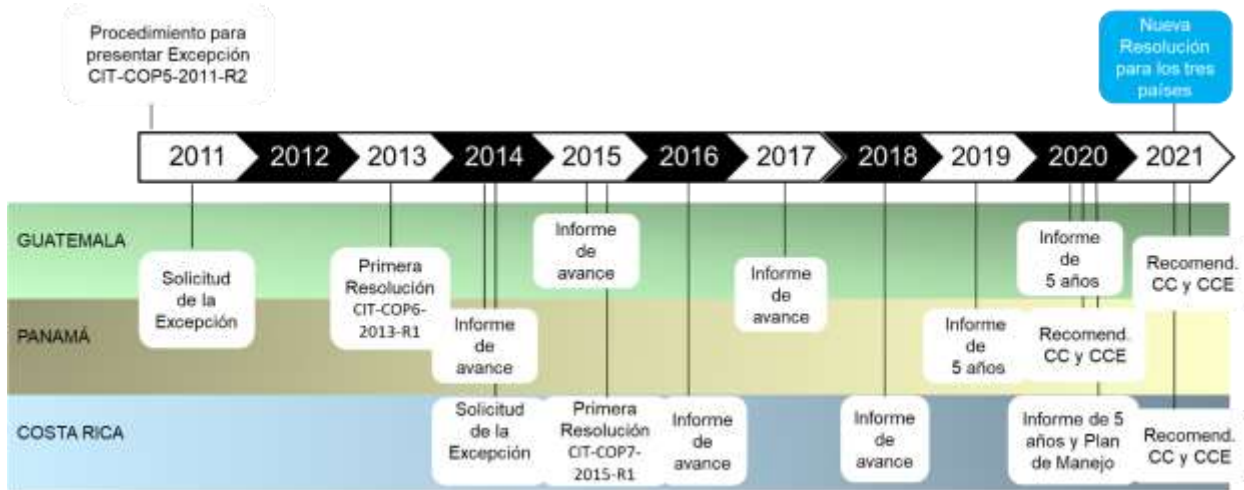 Procedimiento para
presentar Excepción
CIT-COP5-2011-R2
Nueva
Resolución
para los tres
países
2011
2012
2013
2014
2015
2016
2017
2018
2019
2020
2021
GUATEMALA
Solicitud
de la
Excepción
Primera
Resolución
CIT-COP6-
2013-R1
Informe
de
avance
Informe
de
avance
Informe
de
5 años
Recomend.
CC y CCE
PANAMÁ
Informe
de
avance
Informe
de
5 años
Recomend.
CC y CCE
COSTA RICA
Solicitud
de la
Excepción
Primera
Resolución
CIT-COP7-
2015-R1
Informe
de
avance
Informe
de
avance
Informe de 5
años y Plan
de Manejo
Recomend.
CC y CCE